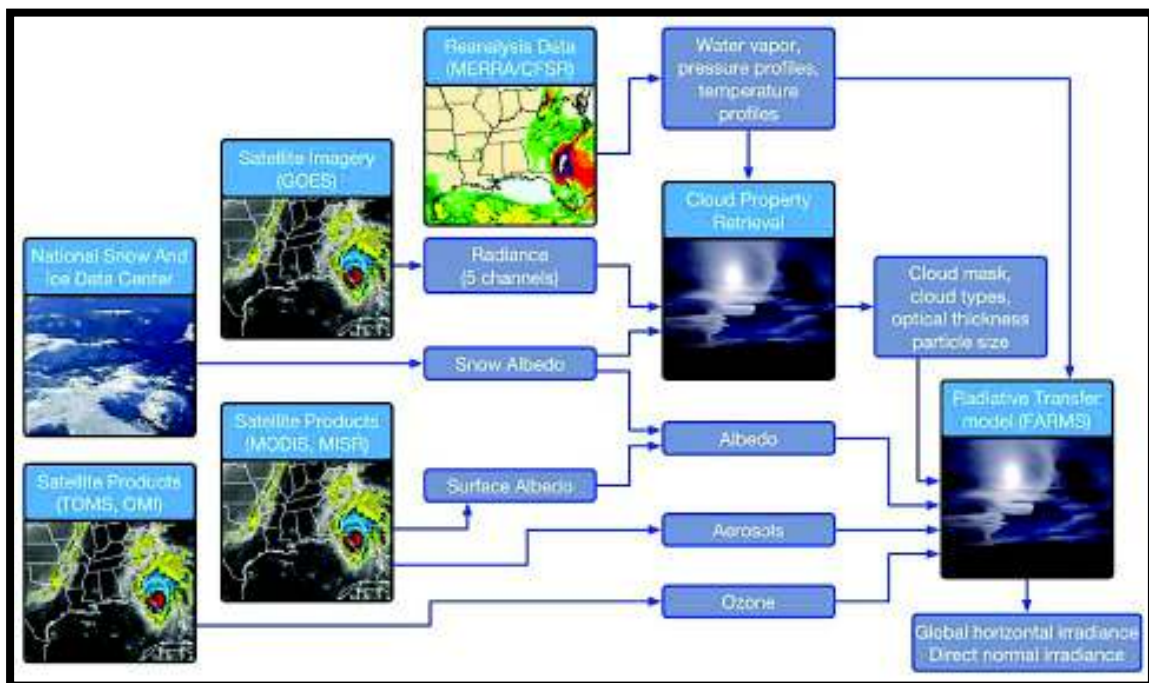 Reanalysis Data
(MERRA/CFSR)
Water vapor,
pressure profiles,
temperature
profiles
Satellite Imagery
(GOES)
Cloud Property
Retrieval
National Snow And
Ice Data Center
Radiance
(5 channels)
Cloud mask,
cloud types,
optical thickness
particle size
Snow Albedo
Satellite Products
(MODIS, MISR)
Radiative Transfer
model (FARMS)
Albedo
Satellite Products
(TOMS, OMI)
Surface Albedo
Aerosols
Ozone
Global horizontal irradiance
Direct normal irradiance